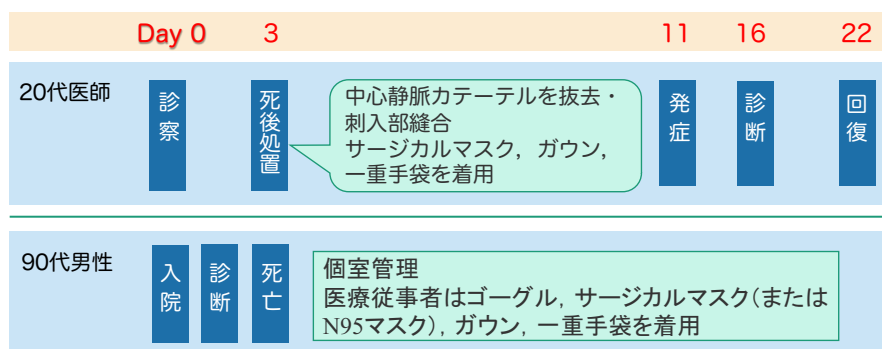 Day 0 3 11 16 22
20代医師
診察
死後処置
中心静脈カテーテルを抜去・
刺入部縫合
サージカルマスク，ガウン，
一重手袋を着用
発症
診断
回復
90代男性
入院
診断
死亡
個室管理
医療従事者はゴーグル，サージカルマスク（または
N95マスク），ガウン，一重手袋を着用